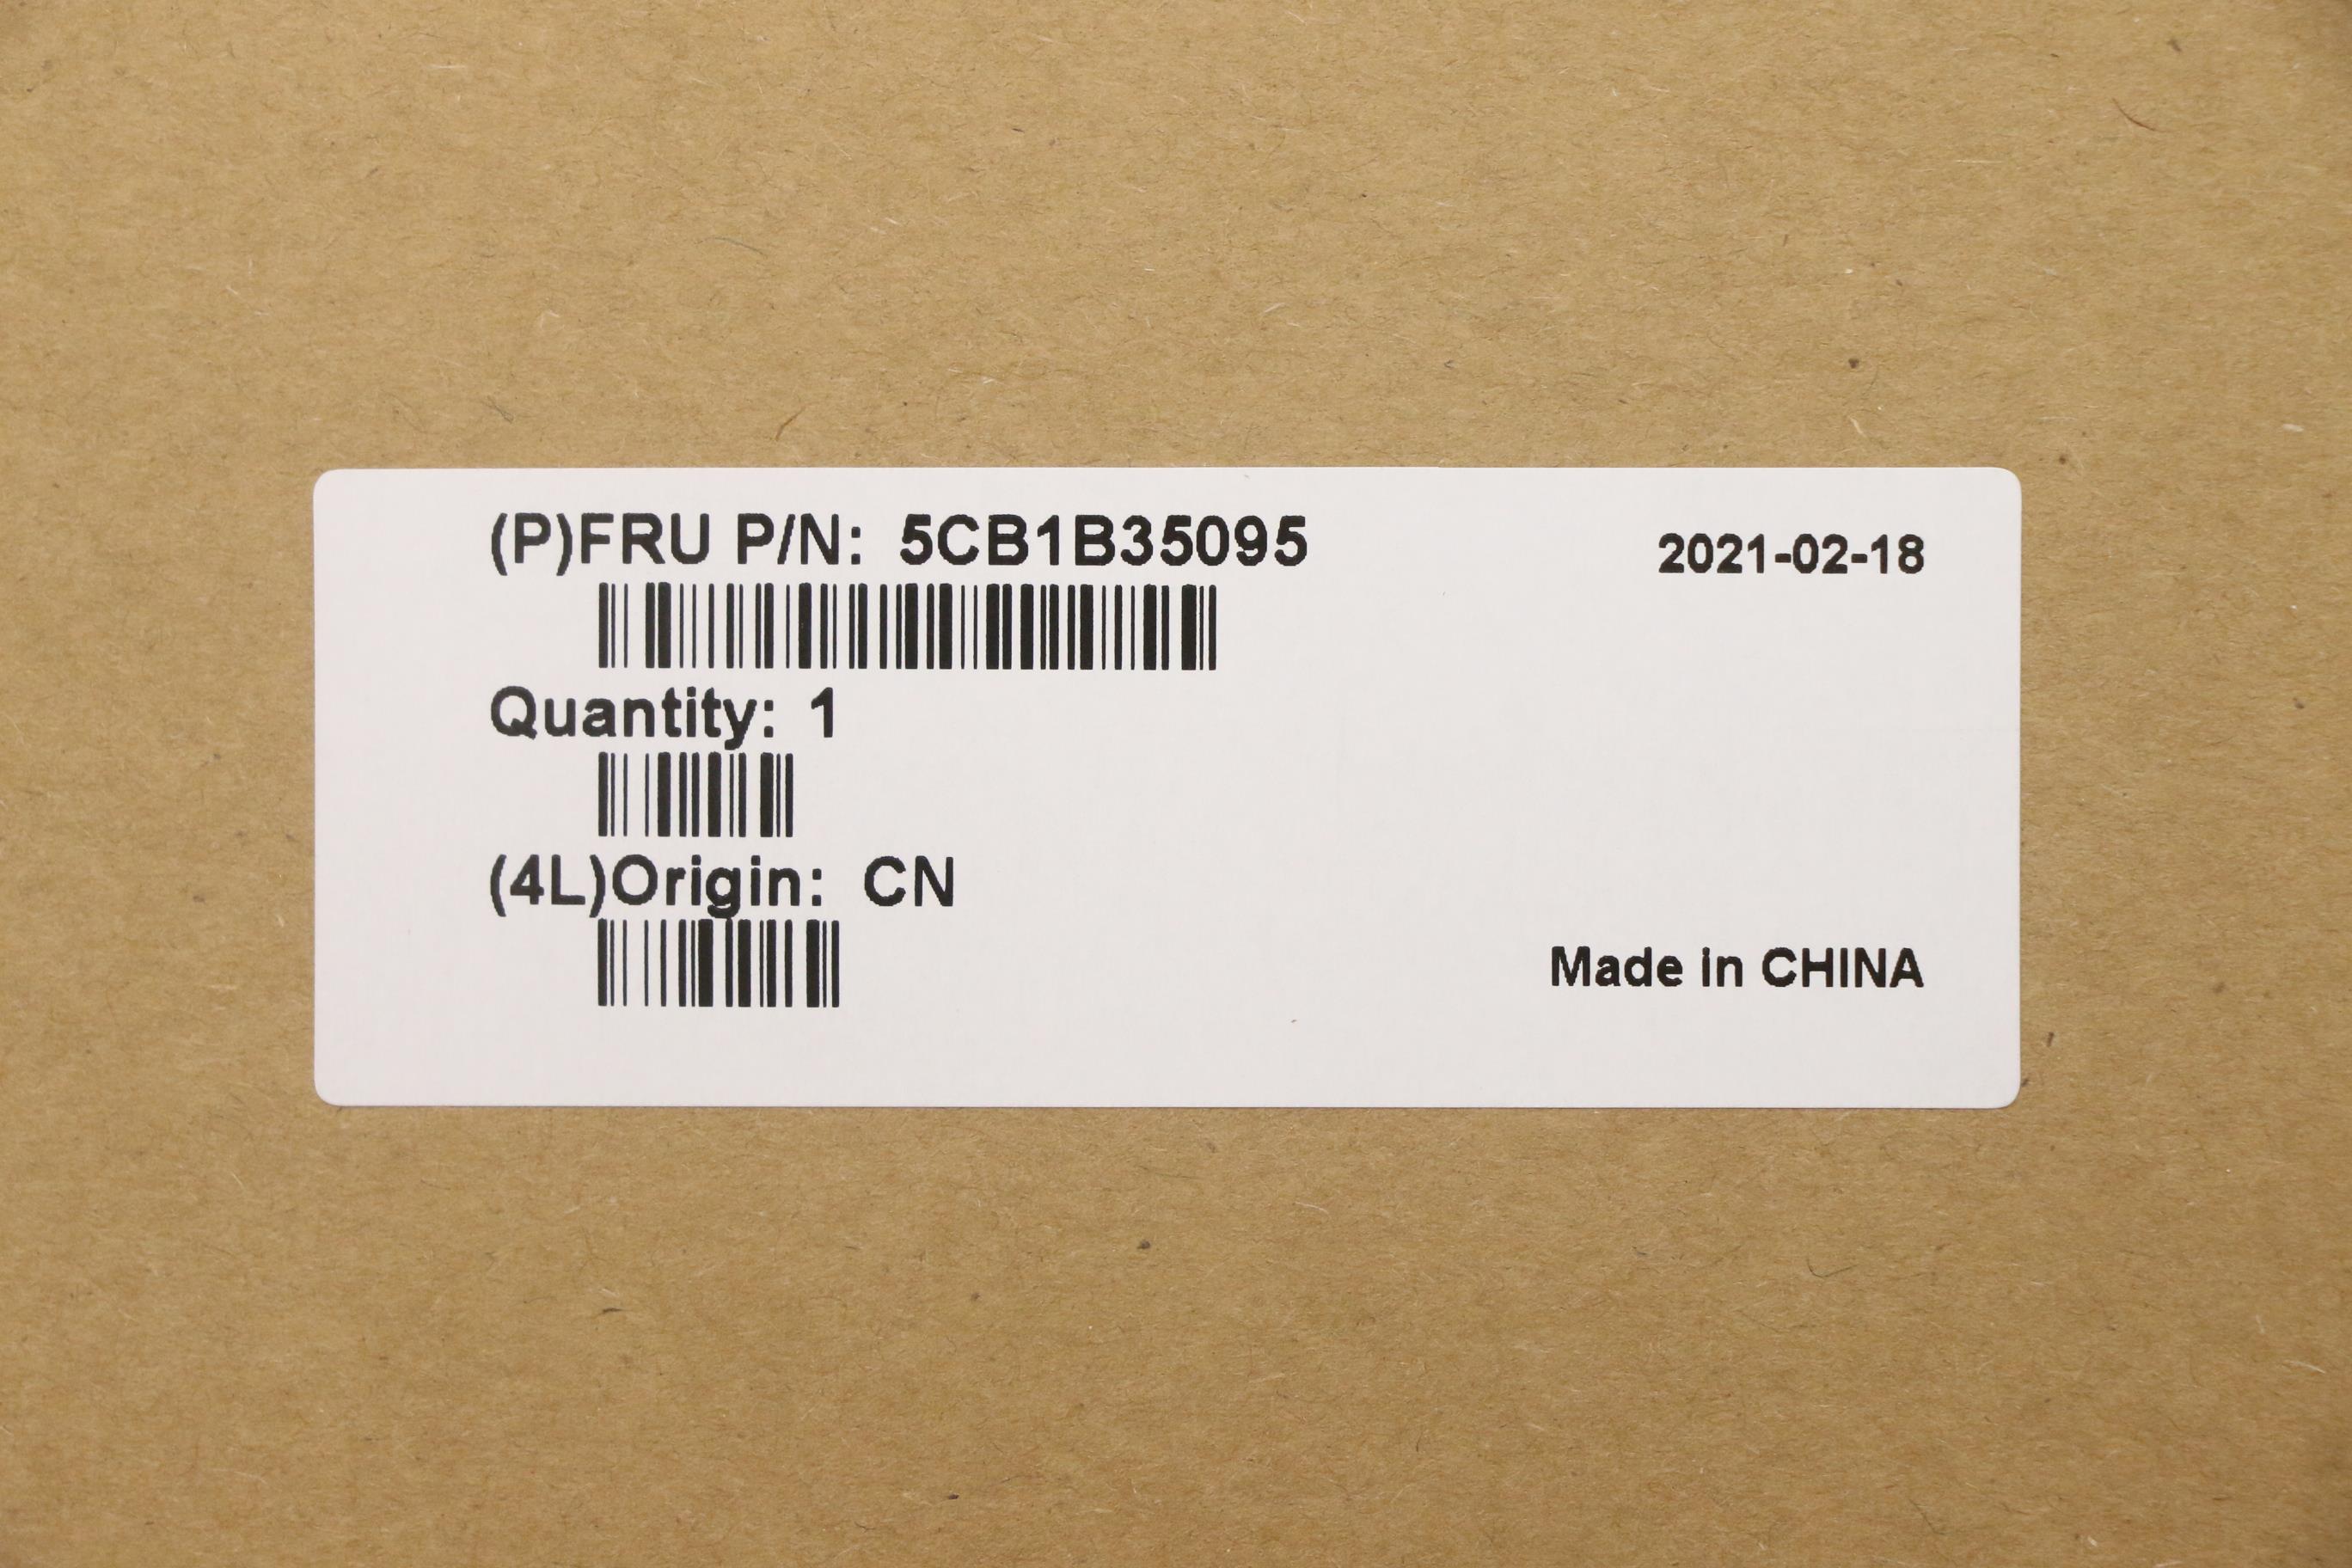 (P)FRU P/N: 5CB1B35095
2021-02-18
Quantity: 1
(4L)Origin: CN
Made in CHINA